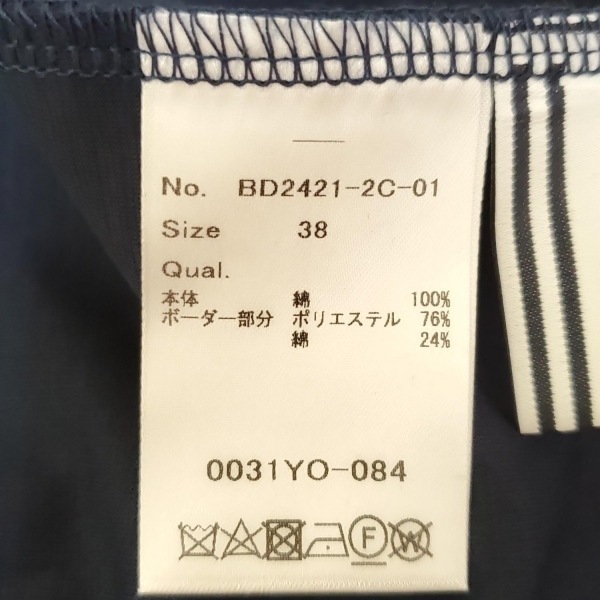 No. BD2421-2C-01
Size 38
Qual.
本体 綿 100%
ボーダー部分 ポリエステル 76%
綿 24%
0031YO-084
F W